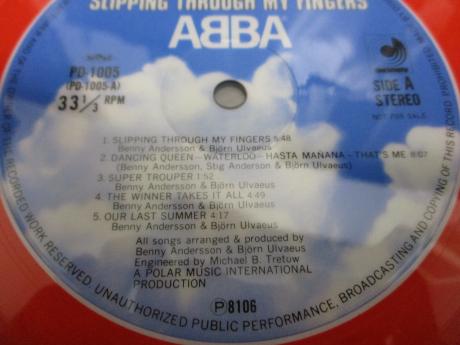 SLIPPING THROUGH MY FINGERS
ABBA
PD-1005
(PD-1005-A)
33 1/3 RPM
SIDE A
STEREO
NOT FOR SALE
1. SLIPPING THROUGH MY FINGERS 5:48
Benny Andersson & Björn Ulvaeus
2. DANCING QUEEN—WATERLOO—HASTA MAÑANA—THAT'S ME 8:07
(Benny Andersson, Stig Anderson & Björn Ulvaeus)
3. SUPER TROUPER 1:52
Benny Andersson & Björn Ulvaeus
4. THE WINNER TAKES IT ALL 4:49
Benny Andersson & Björn Ulvaeus
5. OUR LAST SUMMER 4:17
Benny Andersson & Björn Ulvaeus
All songs arranged & produced by
Benny Andersson & Björn Ulvaeus
Engineered by Michael B. Tretow
A POLAR MUSIC INTERNATIONAL
PRODUCTION
Ⓟ8106
RECORDED WORK RESERVED. UNAUTHORIZED PUBLIC PERFORMANCE, BROADCASTING AND COPYING OF THIS RECORD PROHIBITED